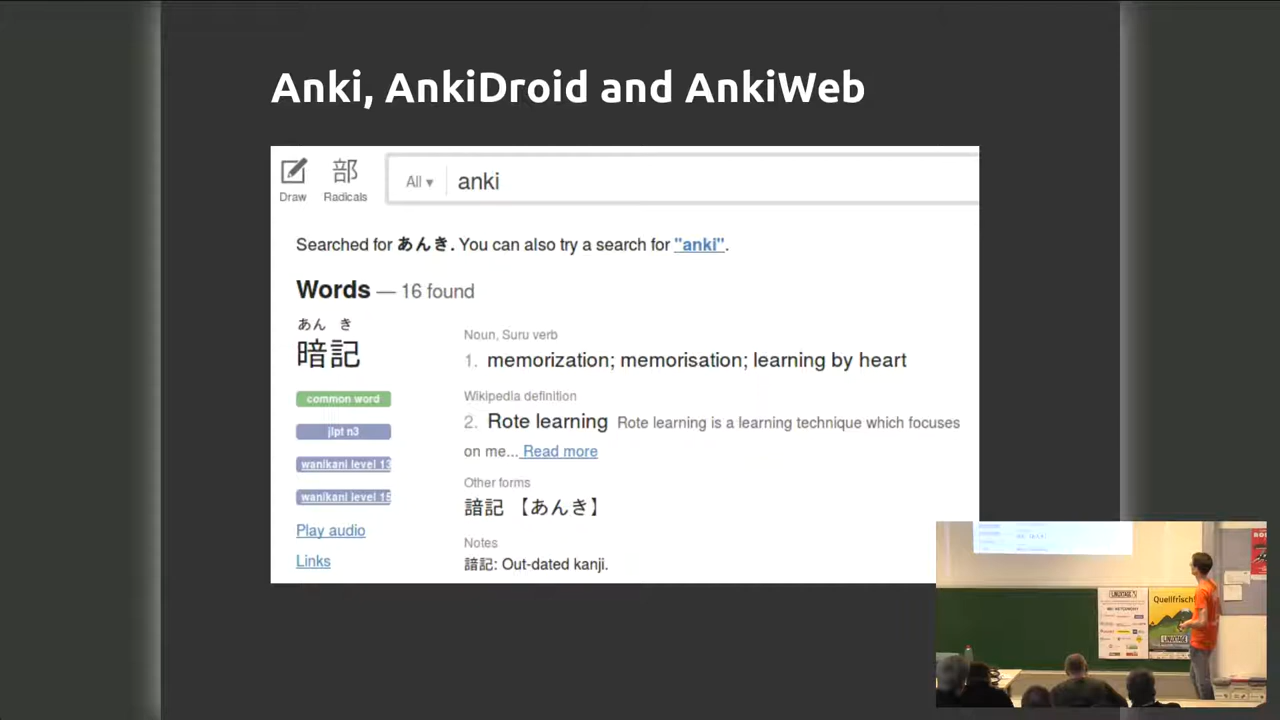 Anki, AnkiDroid and AnkiWeb
Draw
部
Radicals
All ▾
anki
Searched for あんき. You can also try a search for "anki".
Words — 16 found
あん き
暗記
Noun, Suru verb
1. memorization; memorisation; learning by heart
common word
Wikipedia definition
2. Rote learning Rote learning is a learning technique which focuses
on me... Read more
jlpt n3
wanikani level 13
wanikani level 15
Other forms
諳記 【あんき】
Play audio
Notes
諳記: Out-dated kanji.
Links
LINUXTAGE
Quellfrisch
LINUXTAGE